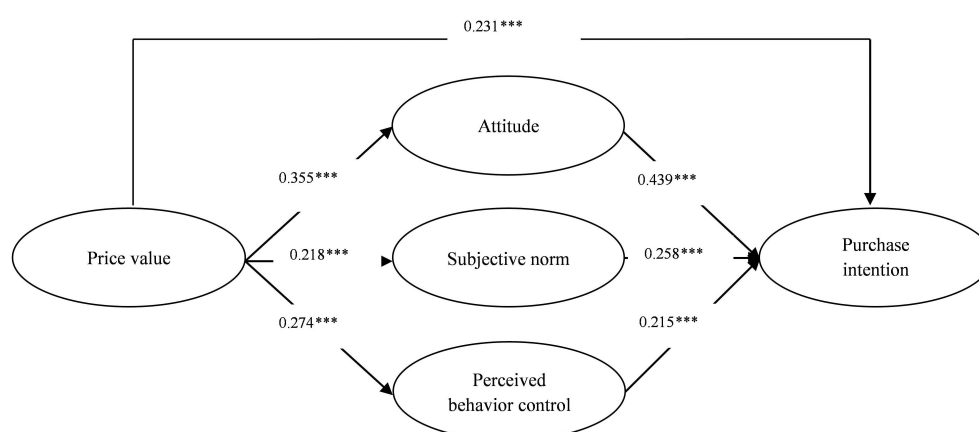 0.231***
Attitude
0.355***
0.439***
Price value
0.218***
Subjective norm
0.258***
Purchase
intention
0.274***
0.215***
Perceived
behavior control